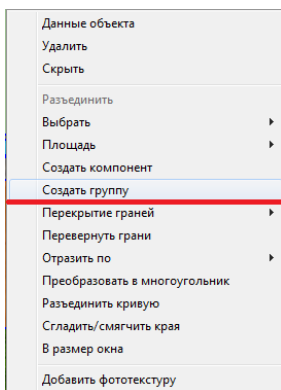 Данные объекта
Удалить
Скрыть
Разъединить
Выбрать
Площадь
Создать компонент
Создать группу
Перекрытие граней
Перевернуть грани
Отразить по
Преобразовать в многоугольник
Разъединить кривую
Сгладить/смягчить края
В размер окна
Добавить фототекстуру